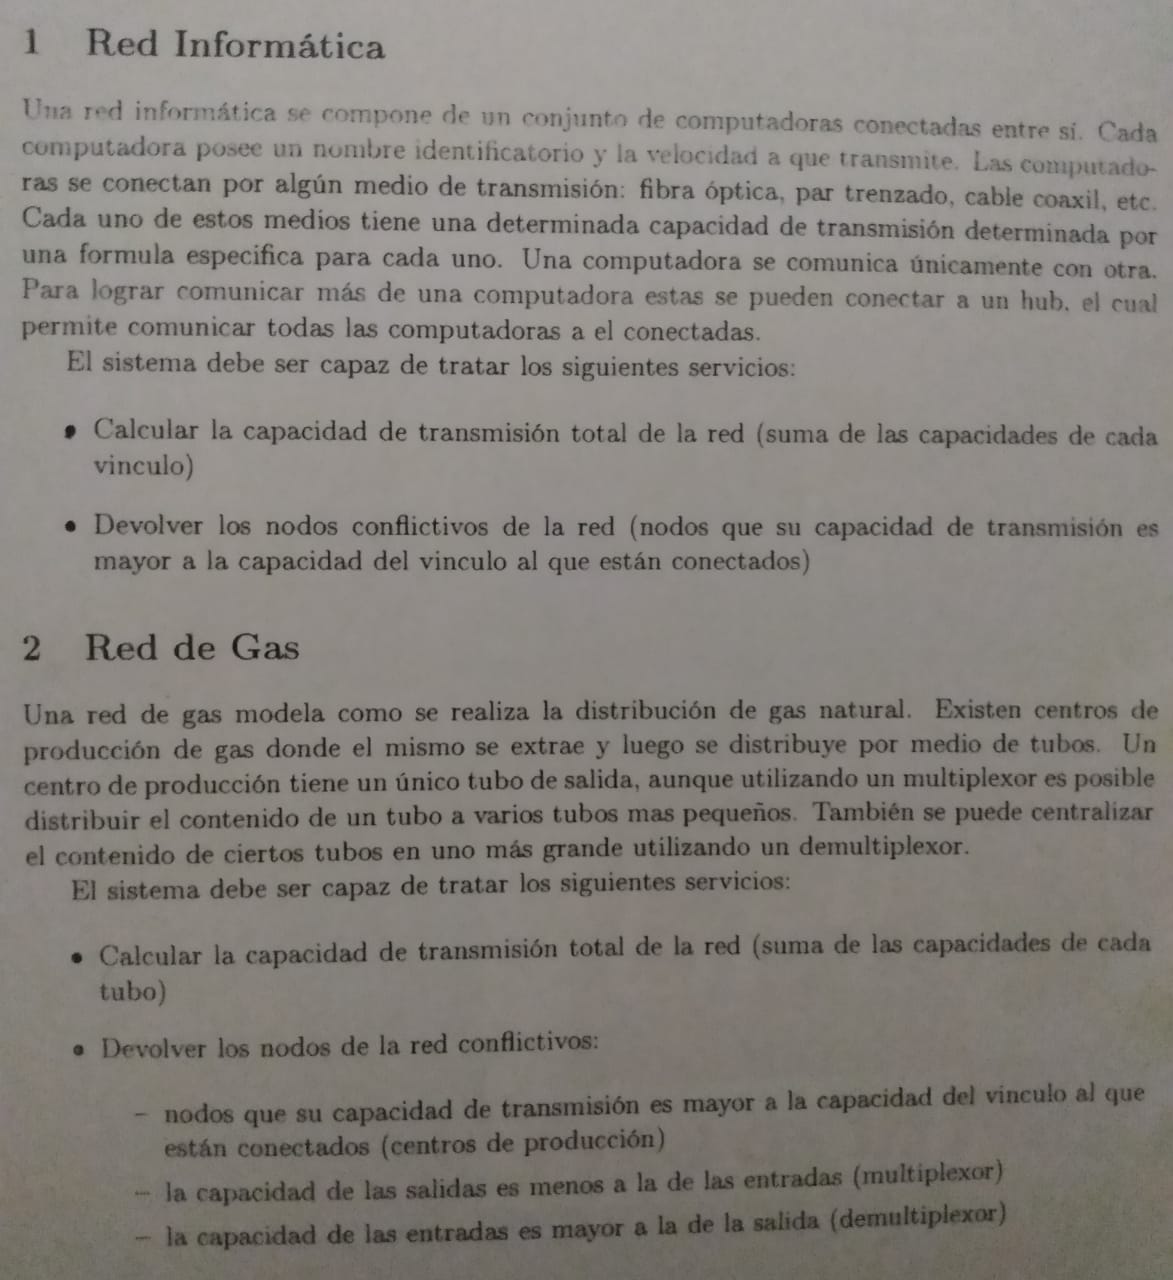 1 Red Informática
Una red informática se compone de un conjunto de computadoras conectadas entre sí. Cada
computadora posee un nombre identificatorio y la velocidad a que transmite. Las computado-
ras se conectan por algún medio de transmisión: fibra óptica, par trenzado, cable coaxil, etc.
Cada uno de estos medios tiene una determinada capacidad de transmisión determinada por
una formula especifica para cada uno. Una computadora se comunica únicamente con otra.
Para lograr comunicar más de una computadora estas se pueden conectar a un hub, el cual
permite comunicar todas las computadoras a el conectadas.
El sistema debe ser capaz de tratar los siguientes servicios:
• Calcular la capacidad de transmisión total de la red (suma de las capacidades de cada
vinculo)
• Devolver los nodos conflictivos de la red (nodos que su capacidad de transmisión es
mayor a la capacidad del vinculo al que están conectados)
2 Red de Gas
Una red de gas modela como se realiza la distribución de gas natural. Existen centros de
producción de gas donde el mismo se extrae y luego se distribuye por medio de tubos. Un
centro de producción tiene un único tubo de salida, aunque utilizando un multiplexor es posible
distribuir el contenido de un tubo a varios tubos mas pequeños. También se puede centralizar
el contenido de ciertos tubos en uno más grande utilizando un demultiplexor.
El sistema debe ser capaz de tratar los siguientes servicios:
• Calcular la capacidad de transmisión total de la red (suma de las capacidades de cada
tubo)
• Devolver los nodos de la red conflictivos:
– nodos que su capacidad de transmisión es mayor a la capacidad del vinculo al que
están conectados (centros de producción)
– la capacidad de las salidas es menos a la de las entradas (multiplexor)
– la capacidad de las entradas es mayor a la de la salida (demultiplexor)